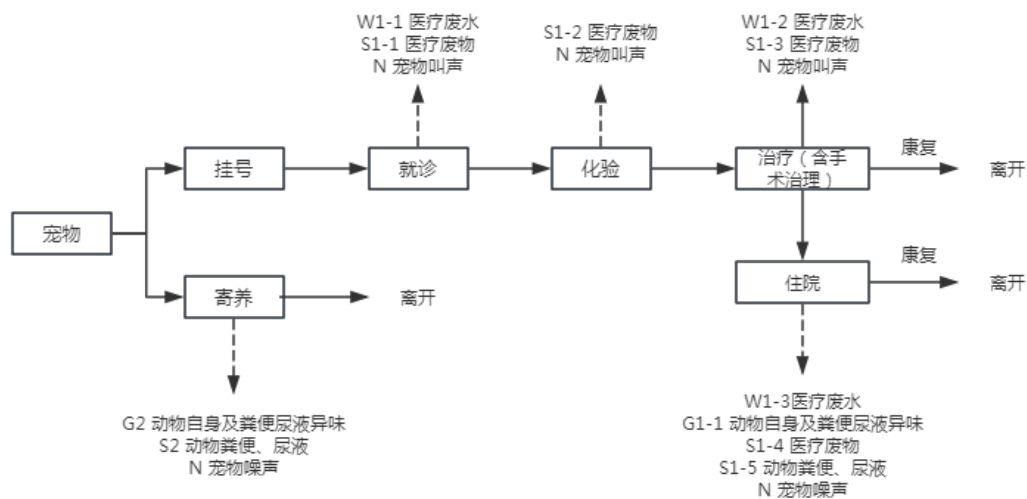 W1-1 医疗废水
S1-1 医疗废物
N 宠物叫声
S1-2 医疗废物
N 宠物叫声
W1-2 医疗废水
S1-3 医疗废物
N 宠物叫声
挂号
就诊
化验
治疗（含手
术治理）
康复
离开
宠物
寄养
离开
住院
康复
离开
G2 动物自身及粪便尿液异味
S2 动物粪便、尿液
N 宠物噪声
W1-3医疗废水
G1-1 动物自身及粪便尿液异味
S1-4 医疗废物
S1-5 动物粪便、尿液
N 宠物噪声